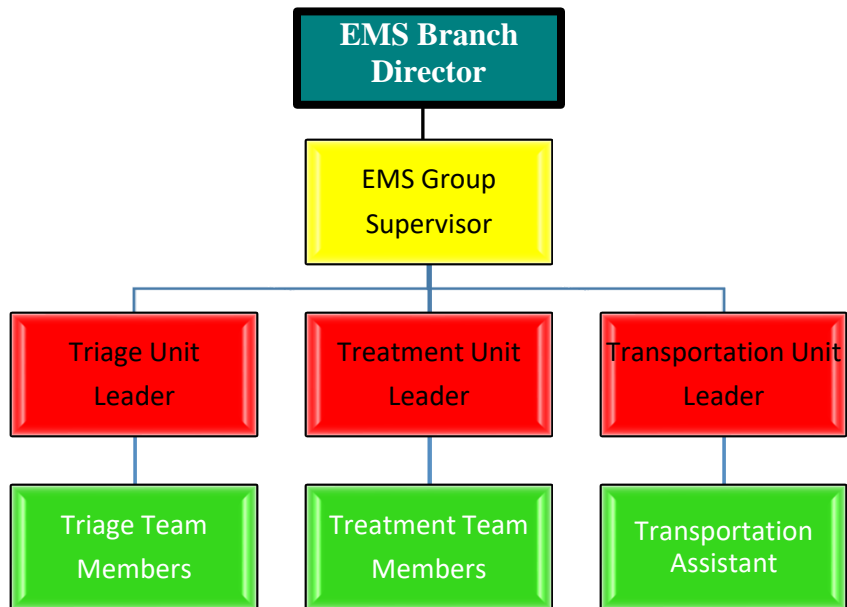 EMS Branch
Director
EMS Group
Supervisor
Triage Unit
Leader
Treatment Unit
Leader
Transportation Unit
Leader
Triage Team
Members
Treatment Team
Members
Transportation
Assistant